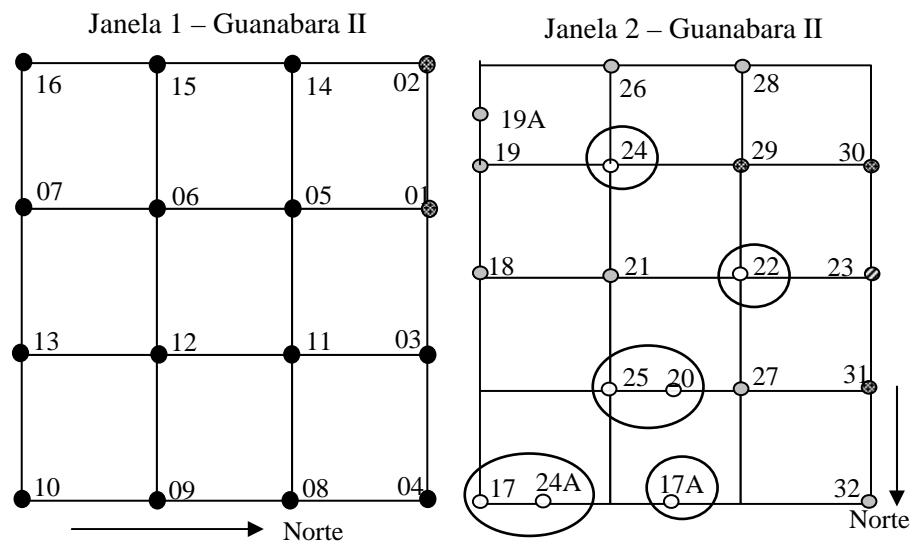 Janela 1 – Guanabara II
16 15 14 02
07 06 05 01
13 12 11 03
10 09 08 04
Norte
Janela 2 – Guanabara II
26 28
19A
19 24 29 30
18 21 22 23
25 20 27 31
17 24A 17A 32
Norte